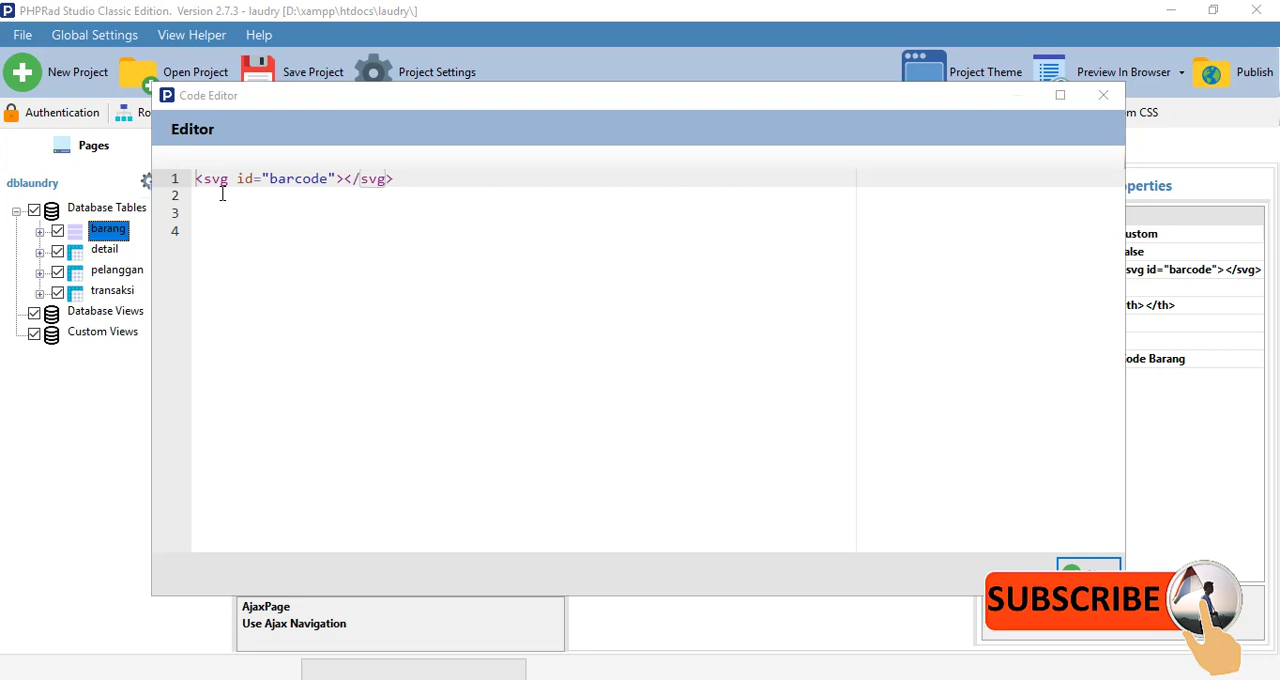 PHPRad Studio Classic Edition. Version 2.7.3 - laudry [D:\xampp\htdocs\laudry\]
File Global Settings View Helper Help
New Project Open Project Save Project Project Settings Project Theme Preview In Browser Publish
Authentication Ro m CSS
Code Editor
Editor
Pages
dblaundry
Database Tables
barang
detail
pelanggan
transaksi
Database Views
Custom Views
1 <svg id="barcode"></svg>
2
3
4
operties
ustom
alse
svg id="barcode"></svg>
th></th>
ode Barang
AjaxPage
Use Ajax Navigation
SUBSCRIBE